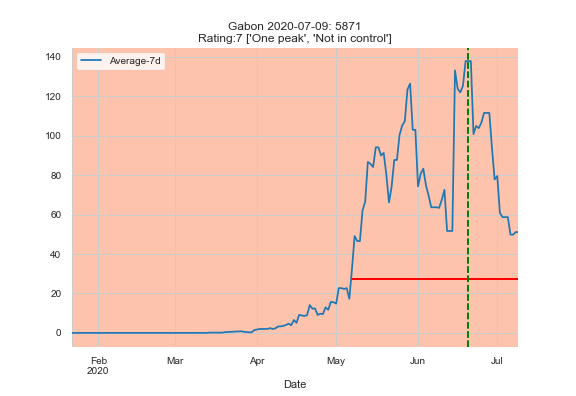 Gabon 2020-07-09: 5871
Rating:7 ['One peak', 'Not in control']
Average-7d
140
120
100
80
60
40
20
0
Feb
2020
Mar
Apr
May
Jun
Jul
Date